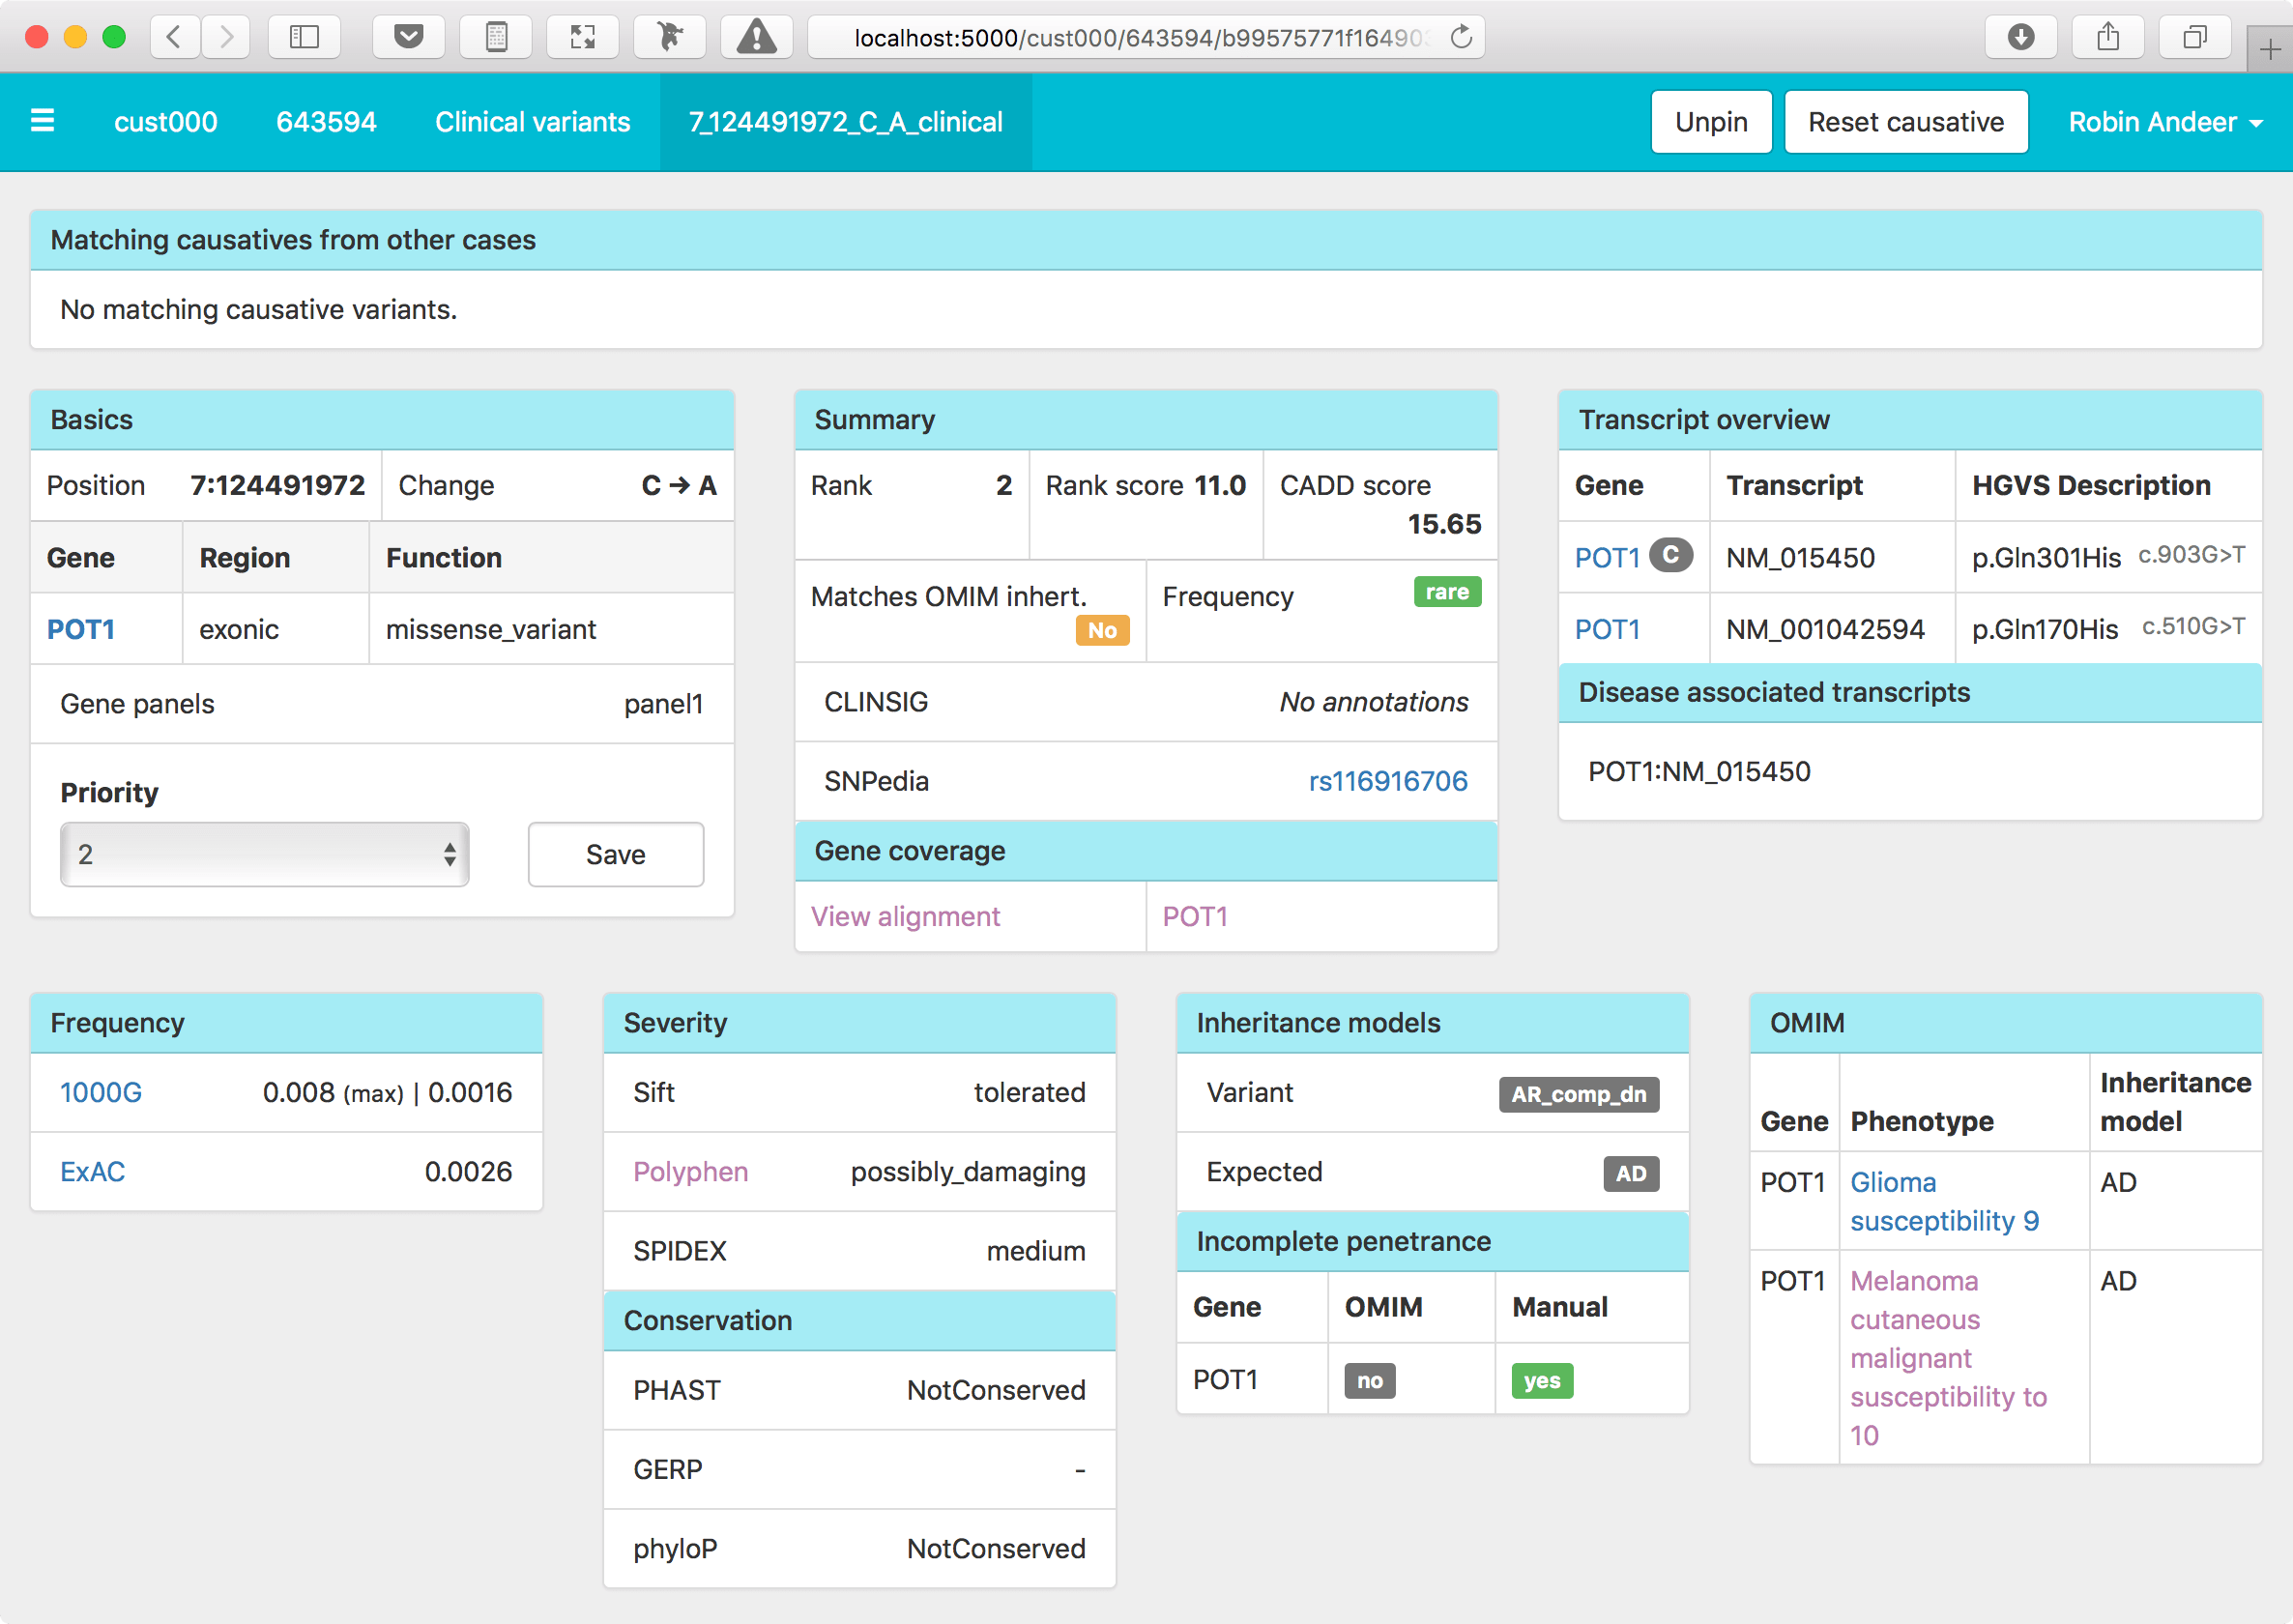 localhost:5000/cust000/643594/b99575771f16490
cust000 643594 Clinical variants 7_124491972_C_A_clinical Unpin Reset causative Robin Andeer
Matching causatives from other cases
No matching causative variants.
Basics
Position 7:124491972 Change C → A
Gene Region Function
POT1 exonic missense_variant
Gene panels panel1
Priority
2 Save
Summary
Rank 2 Rank score 11.0 CADD score
15.65
Matches OMIM inhert. Frequency rare
No
CLINSIG No annotations
SNPedia rs116916706
Gene coverage
View alignment POT1
Transcript overview
Gene Transcript HGVS Description
POT1 C NM_015450 p.Gln301His c.903G>T
POT1 NM_001042594 p.Gln170His c.510G>T
Disease associated transcripts
POT1:NM_015450
Frequency
1000G 0.008 (max) | 0.0016
ExAC 0.0026
Severity
Sift tolerated
Polyphen possibly_damaging
SPIDEX medium
Conservation
PHAST NotConserved
GERP -
phyloP NotConserved
Inheritance models
Variant AR_comp_dn
Expected AD
Incomplete penetrance
Gene OMIM Manual
POT1 no yes
OMIM
Inheritance
Gene Phenotype model
POT1 Glioma AD
susceptibility 9
POT1 Melanoma AD
cutaneous
malignant
susceptibility to
10